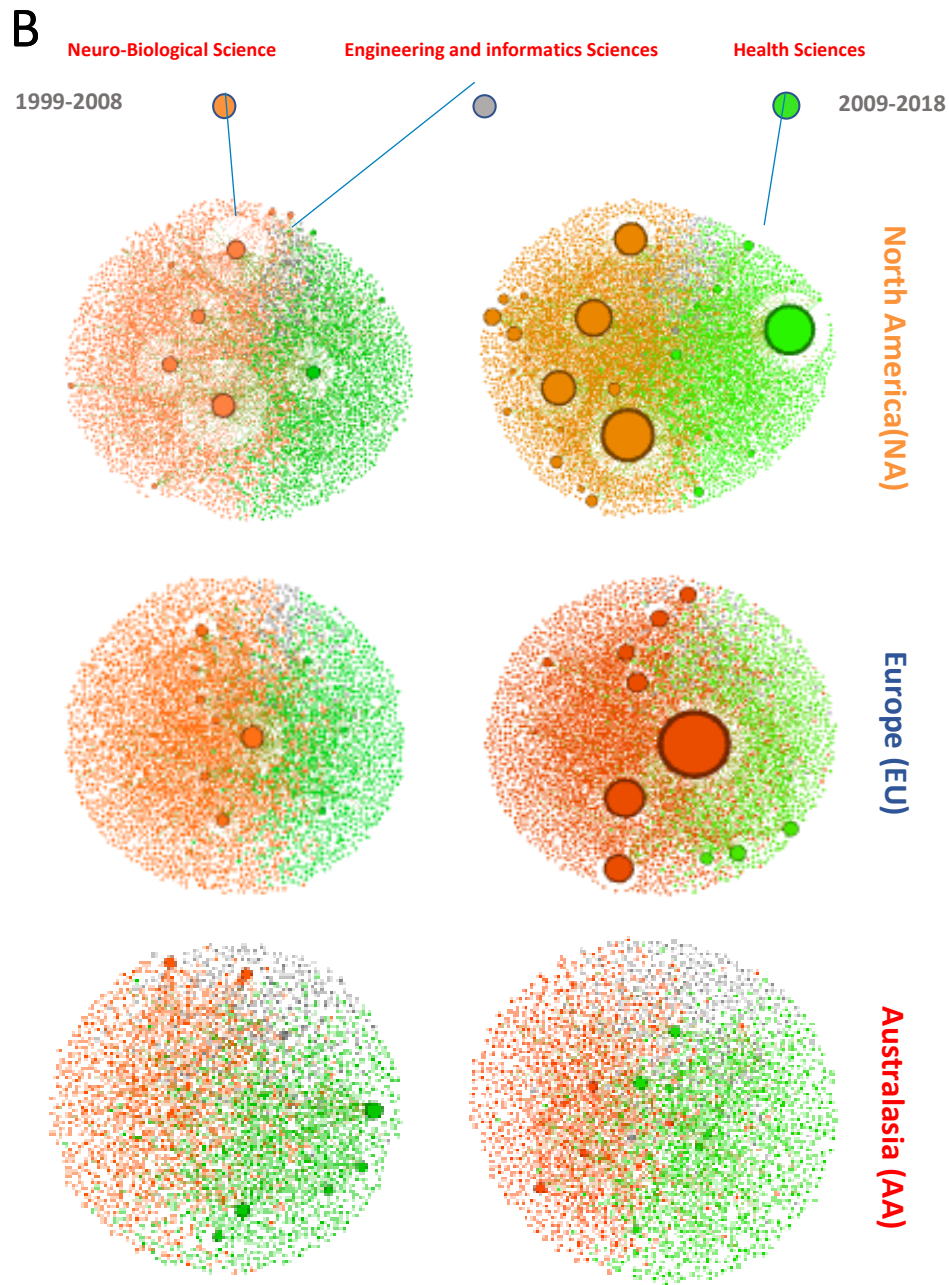 B
Neuro-Biological Science
Engineering and informatics Sciences
Health Sciences
1999-2008
2009-2018
North America(NA)
Europe (EU)
Australasia (AA)